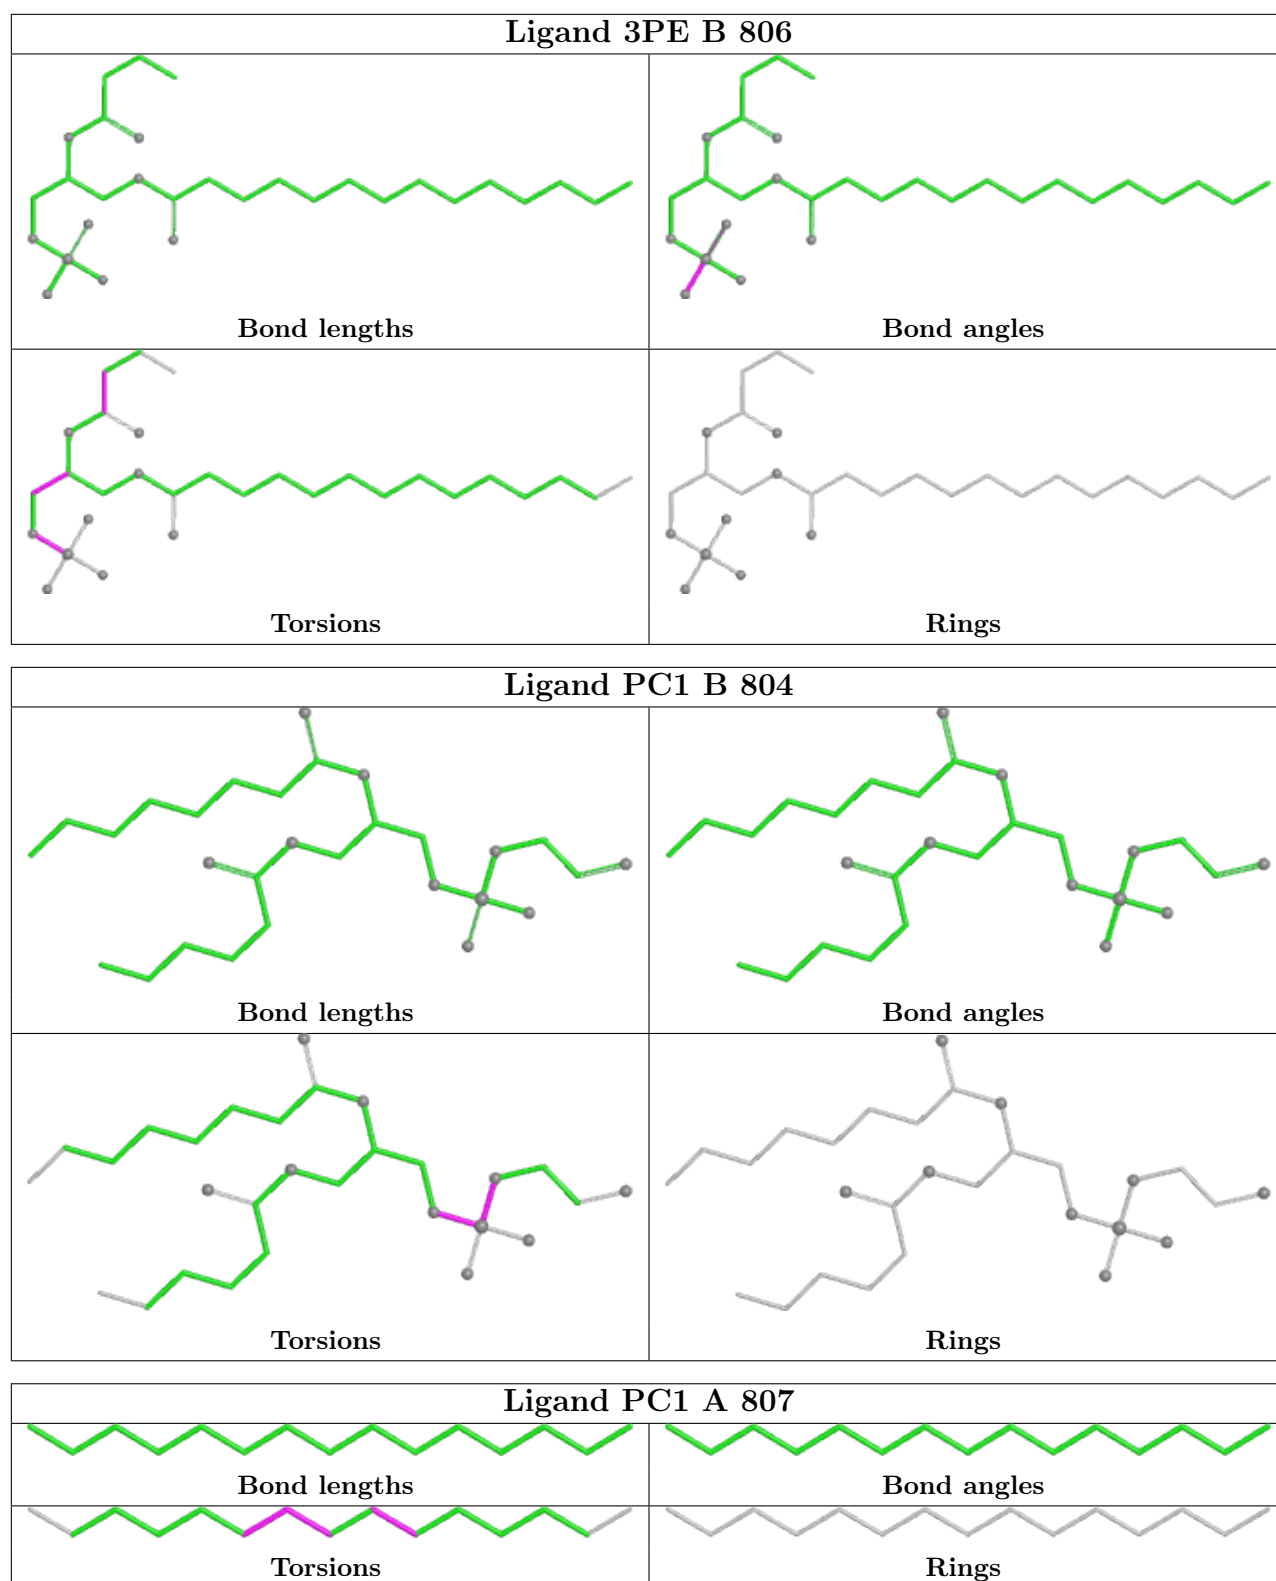 Ligand 3PE B 806
Bond lengths
Bond angles
Torsions
Rings
Ligand PC1 B 804
Bond lengths
Bond angles
Torsions
Rings
Ligand PC1 A 807
Bond lengths
Bond angles
Torsions
Rings